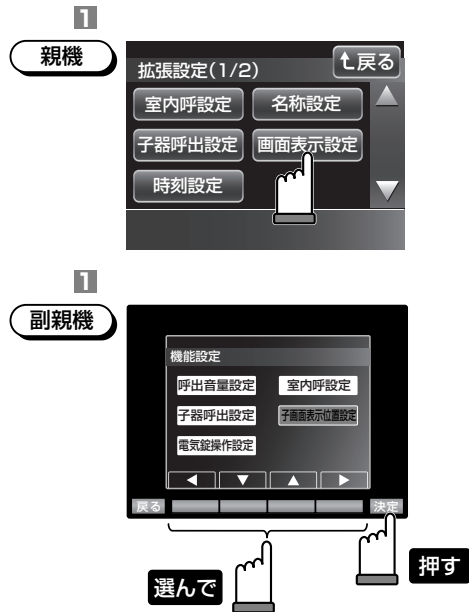 1
親機
拡張設定(1/2)
戻る
室内呼設定
名称設定
子器呼出設定
画面表示設定
時刻設定
1
副親機
機能設定
呼出音量設定
室内呼設定
子器呼出設定
子画面表示位置設定
電気錠操作設定
戻る
決定
選んで
押す